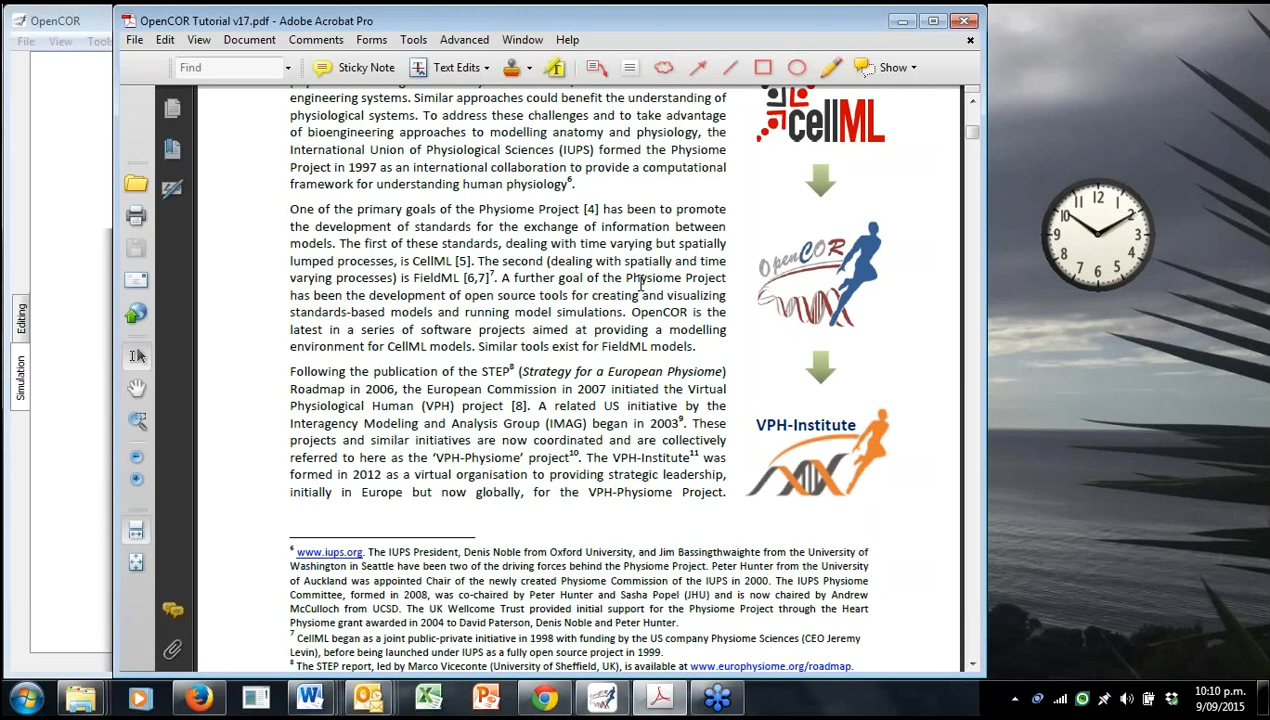 OpenCOR
OpenCOR Tutorial v17.pdf - Adobe Acrobat Pro
File View Tools
File Edit View Document Comments Forms Tools Advanced Window Help
Find
Sticky Note
Text Edits
Show
engineering systems. Similar approaches could benefit the understanding of
physiological systems. To address these challenges and to take advantage
of bioengineering approaches to modelling anatomy and physiology, the
International Union of Physiological Sciences (IUPS) formed the Physiome
Project in 1997 as an international collaboration to provide a computational
framework for understanding human physiology6.
One of the primary goals of the Physiome Project [4] has been to promote
the development of standards for the exchange of information between
models. The first of these standards, dealing with time varying but spatially
lumped processes, is CellML [5]. The second (dealing with spatially and time
varying processes) is FieldML [6,7]7. A further goal of the Physiome Project
has been the development of open source tools for creating and visualizing
standards-based models and running model simulations. OpenCOR is the
latest in a series of software projects aimed at providing a modelling
environment for CellML models. Similar tools exist for FieldML models.
Following the publication of the STEP8 (Strategy for a European Physiome)
Roadmap in 2006, the European Commission in 2007 initiated the Virtual
Physiological Human (VPH) project [8]. A related US initiative by the
Interagency Modeling and Analysis Group (IMAG) began in 20039. These
projects and similar initiatives are now coordinated and are collectively
referred to here as the 'VPH-Physiome' project10. The VPH-Institute11 was
formed in 2012 as a virtual organisation to providing strategic leadership,
initially in Europe but now globally, for the VPH-Physiome Project.
cellML
OpenCOR
VPH-Institute
6 www.iups.org. The IUPS President, Denis Noble from Oxford University, and Jim Bassingthwaighte from the University of
Washington in Seattle have been two of the driving forces behind the Physiome Project. Peter Hunter from the University
of Auckland was appointed Chair of the newly created Physiome Commission of the IUPS in 2000. The IUPS Physiome
Committee, formed in 2008, was co-chaired by Peter Hunter and Sasha Popel (JHU) and is now chaired by Andrew
McCulloch from UCSD. The UK Wellcome Trust provided initial support for the Physiome Project through the Heart
Physiome grant awarded in 2004 to David Paterson, Denis Noble and Peter Hunter.
7 CellML began as a joint public-private initiative in 1998 with funding by the US company Physiome Sciences (CEO Jeremy
Levin), before being launched under IUPS as a fully open source project in 1999.
8 The STEP report, led by Marco Viceconte (University of Sheffield, UK), is available at www.europhysiome.org/roadmap.
Editing
Simulation
12
1
2
3
4
5
6
7
8
9
10
11
10:10 p.m.
9/09/2015